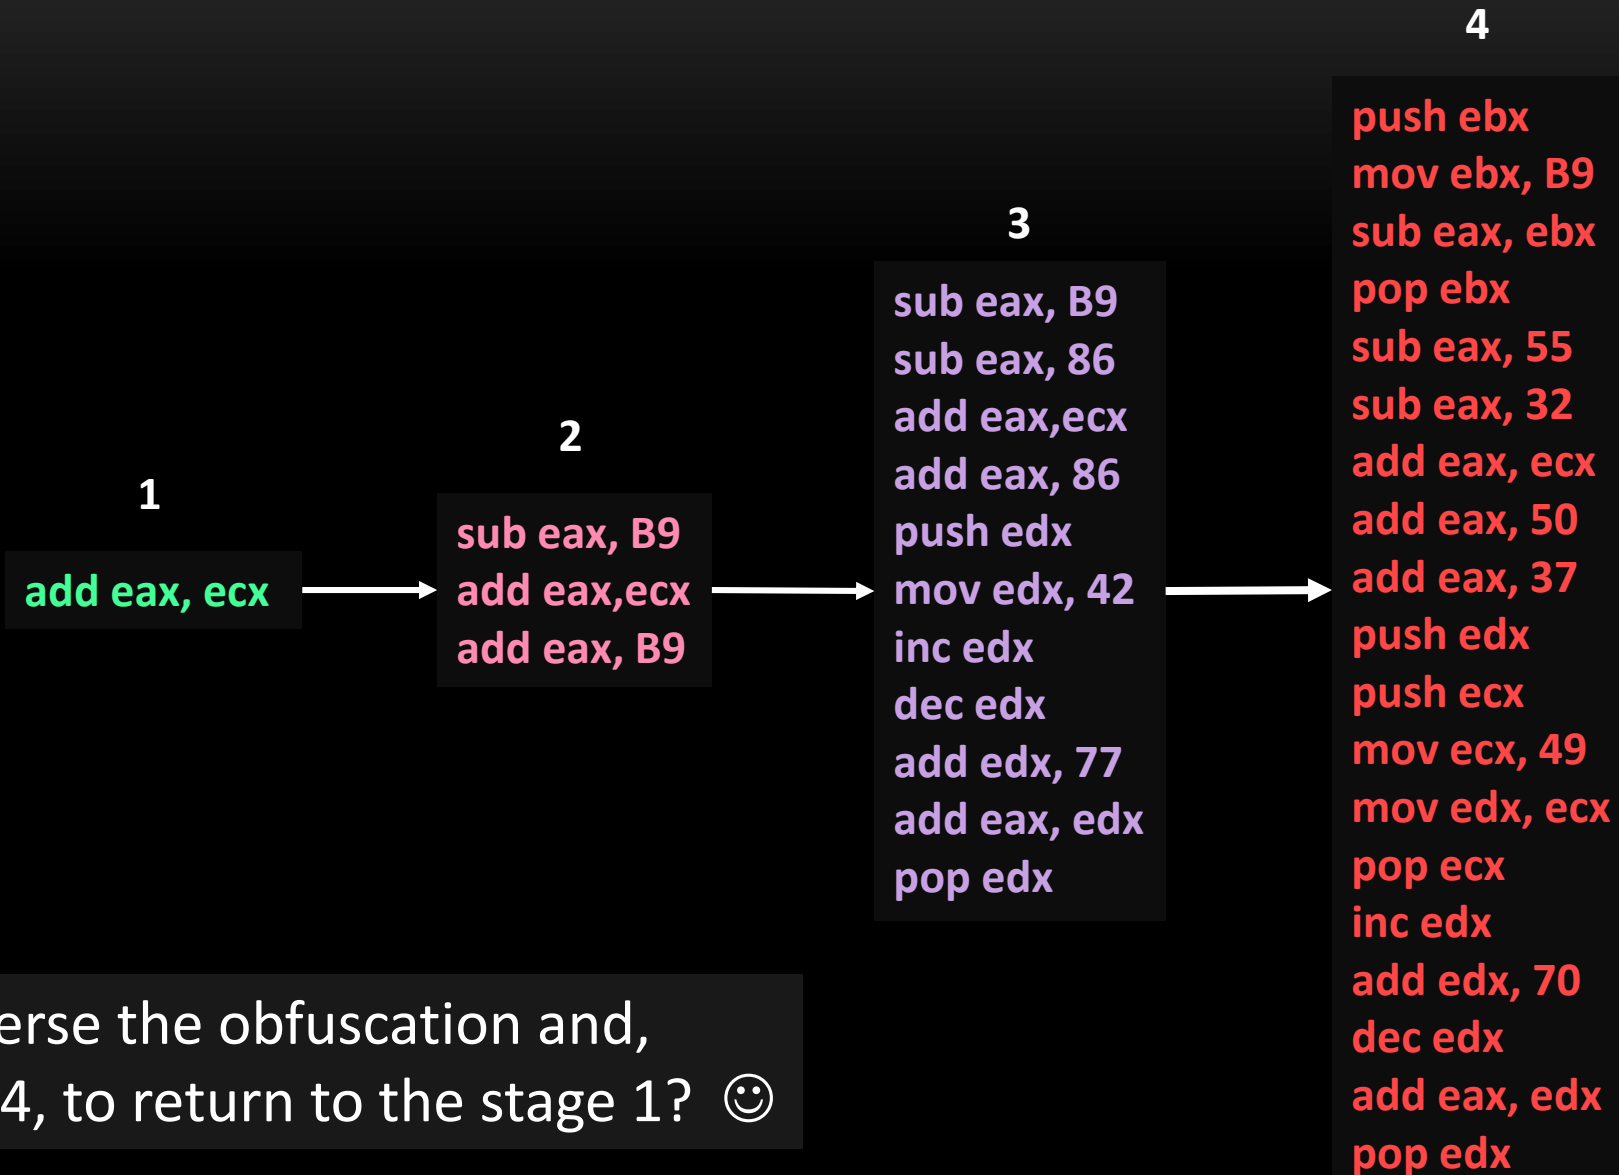 1
add eax, ecx
2
sub eax, B9
add eax,ecx
add eax, B9
3
sub eax, B9
sub eax, 86
add eax,ecx
add eax, 86
push edx
mov edx, 42
inc edx
dec edx
add edx, 77
add eax, edx
pop edx
4
push ebx
mov ebx, B9
sub eax, ebx
pop ebx
sub eax, 55
sub eax, 32
add eax, ecx
add eax, 50
add eax, 37
push edx
push ecx
mov ecx, 49
mov edx, ecx
pop ecx
inc edx
add edx, 70
dec edx
add eax, edx
pop edx
erse the obfuscation and,
4, to return to the stage 1? ☺